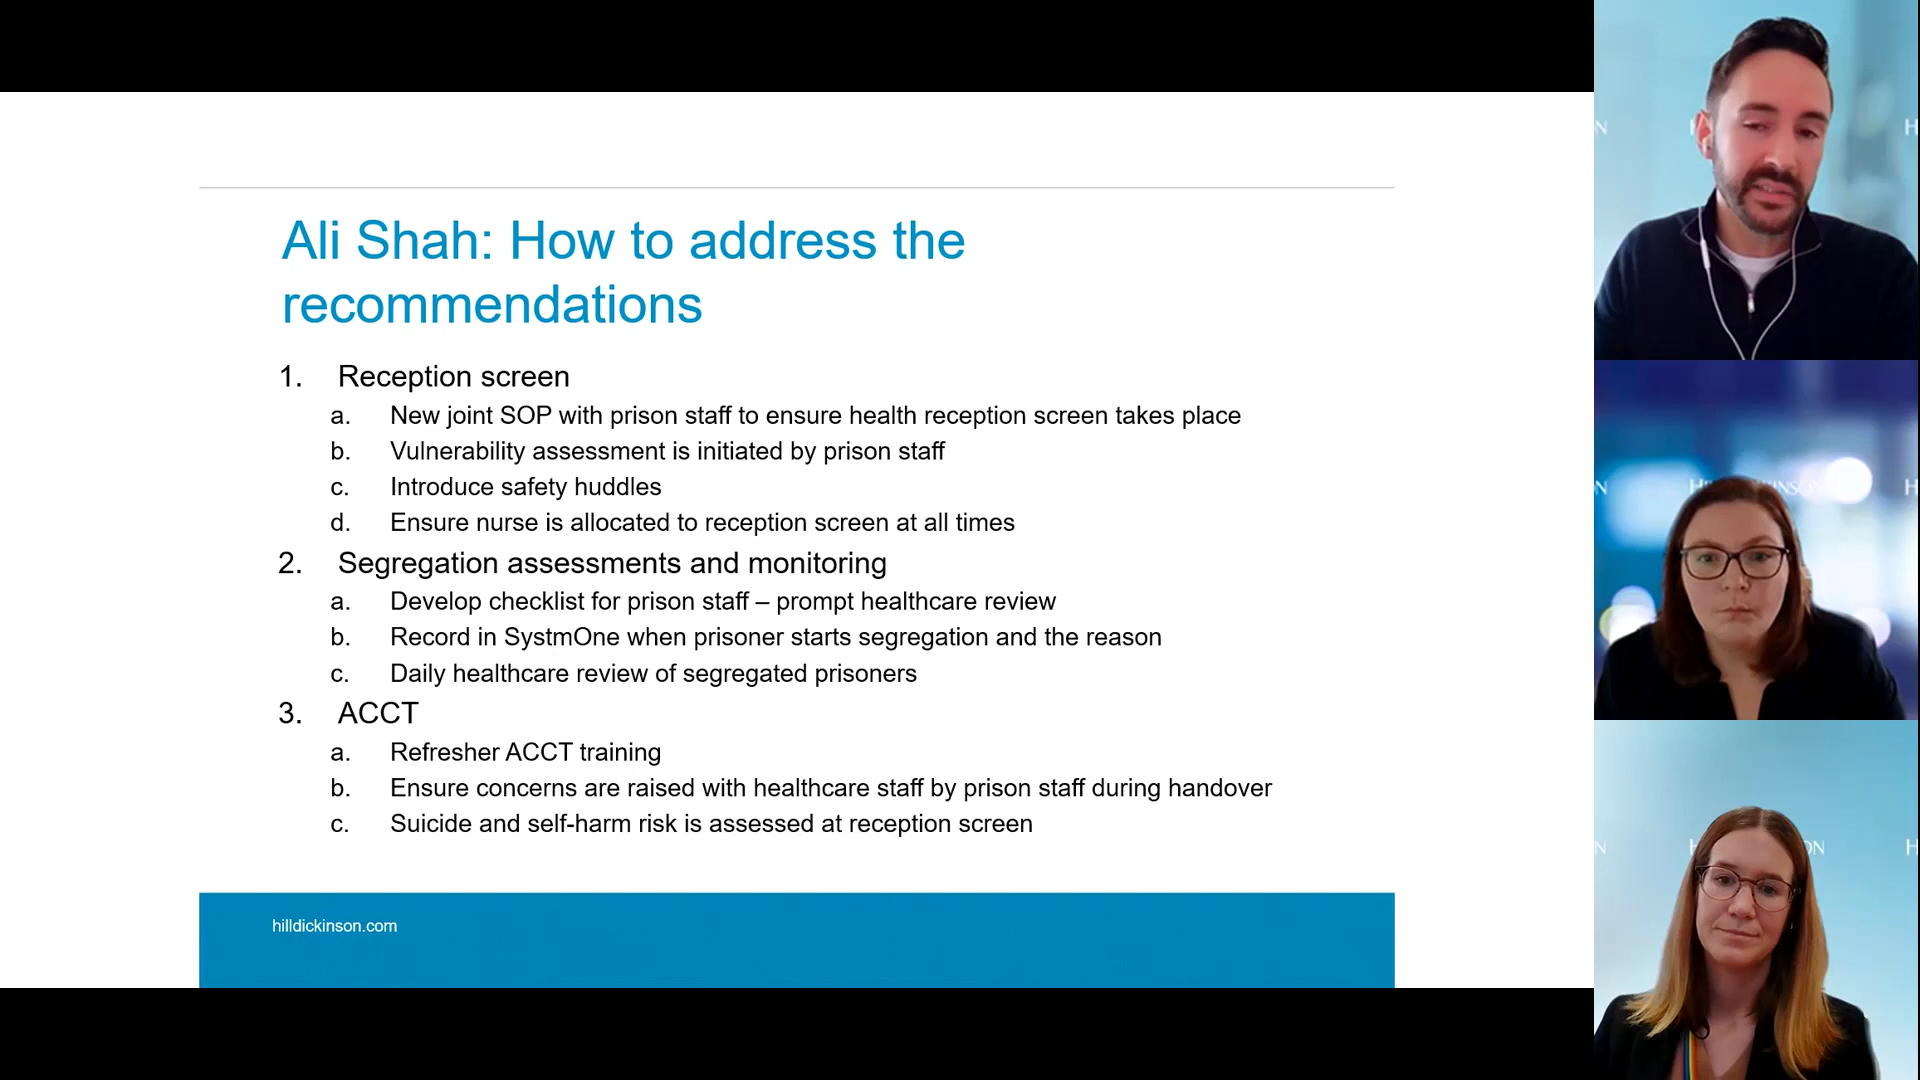 Ali Shah: How to address the
recommendations
1. Reception screen
a. New joint SOP with prison staff to ensure health reception screen takes place
b. Vulnerability assessment is initiated by prison staff
c. Introduce safety huddles
d. Ensure nurse is allocated to reception screen at all times
2. Segregation assessments and monitoring
a. Develop checklist for prison staff – prompt healthcare review
b. Record in SystmOne when prisoner starts segregation and the reason
c. Daily healthcare review of segregated prisoners
3. ACCT
a. Refresher ACCT training
b. Ensure concerns are raised with healthcare staff by prison staff during handover
c. Suicide and self-harm risk is assessed at reception screen
hilldickinson.com